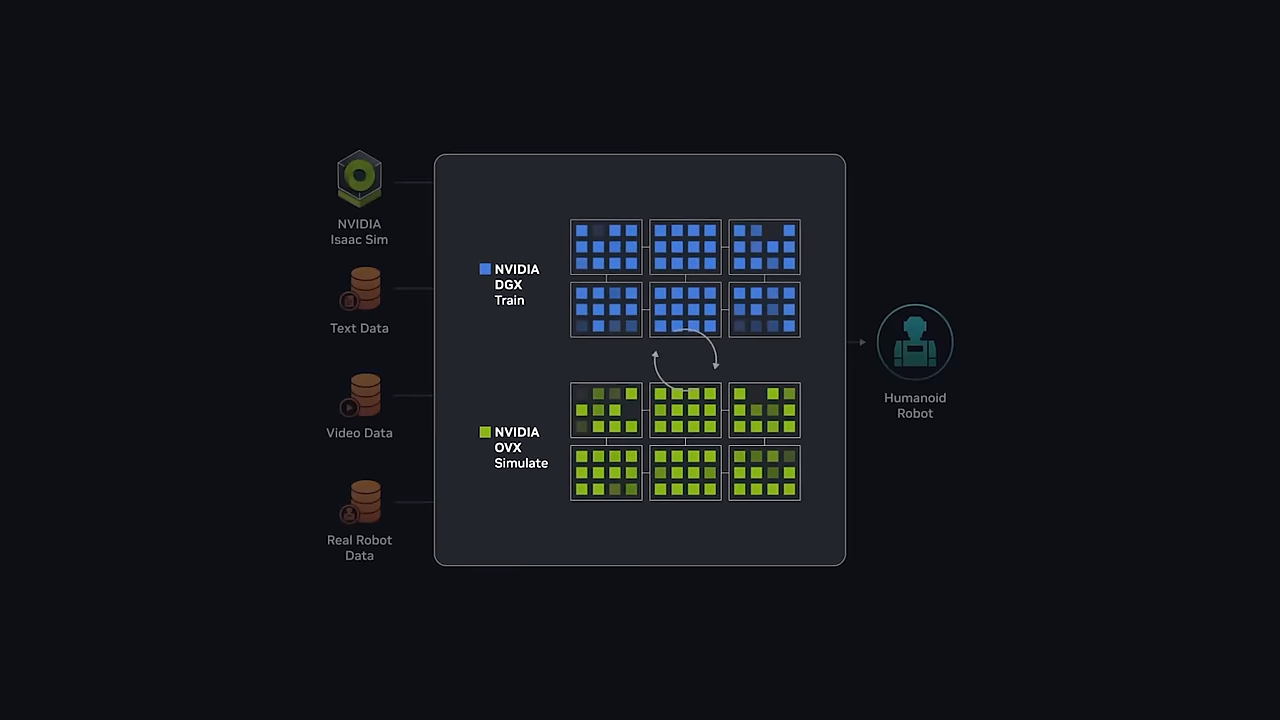 NVIDIA
Isaac Sim
Text Data
Video Data
Real Robot
Data
NVIDIA
DGX
Train
NVIDIA
OVX
Simulate
Humanoid
Robot